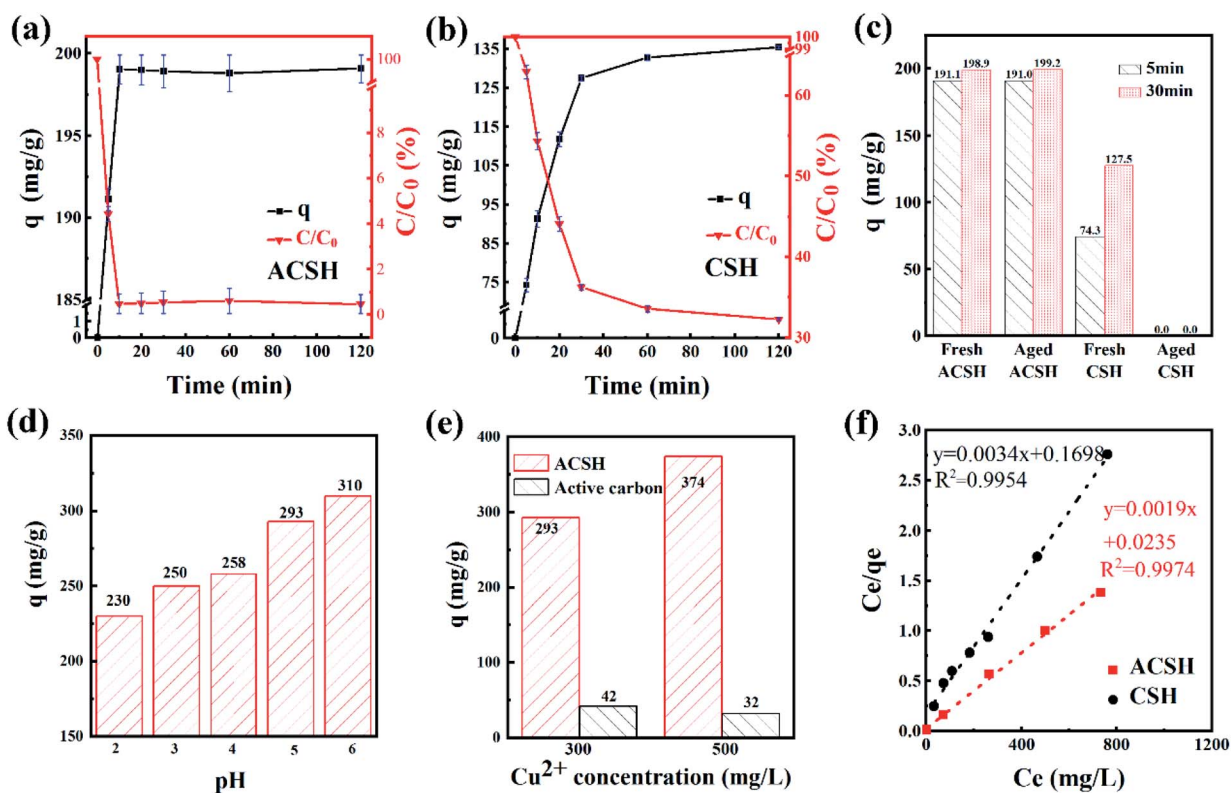 (a)
200
195
190
185
1
0
q (mg/g)
100
8
6
4
2
0
C/C0 (%)
q
C/C0
ACSH
0 20 40 60 80 100 120
Time (min)
(b)
135
120
105
90
75
0
q (mg/g)
100
99
60
50
40
30
C/C0 (%)
q
C/C0
CSH
0 20 40 60 80 100 120
Time (min)
(c)
200
150
100
50
0
q (mg/g)
191.1 198.9 191.0 199.2 127.5 74.3 0.0 0.0
5min
30min
Fresh Aged Fresh Aged
ACSH ACSH CSH CSH
(d)
350
300
250
225
150
q (mg/g)
230 250 258 293 310
2 3 4 5 6
pH
(e)
400
300
200
100
0
q (mg/g)
ACSH
Active carbon
293 42 374 32
300 500
Cu2+ concentration (mg/L)
(f)
3.0
2.5
2.0
1.5
1.0
0.5
0.0
Ce/qe
y=0.0034x+0.1698
R2=0.9954
y=0.0019x
+0.0235
R2=0.9974
ACSH
CSH
0 400 800 1200
Ce (mg/L)